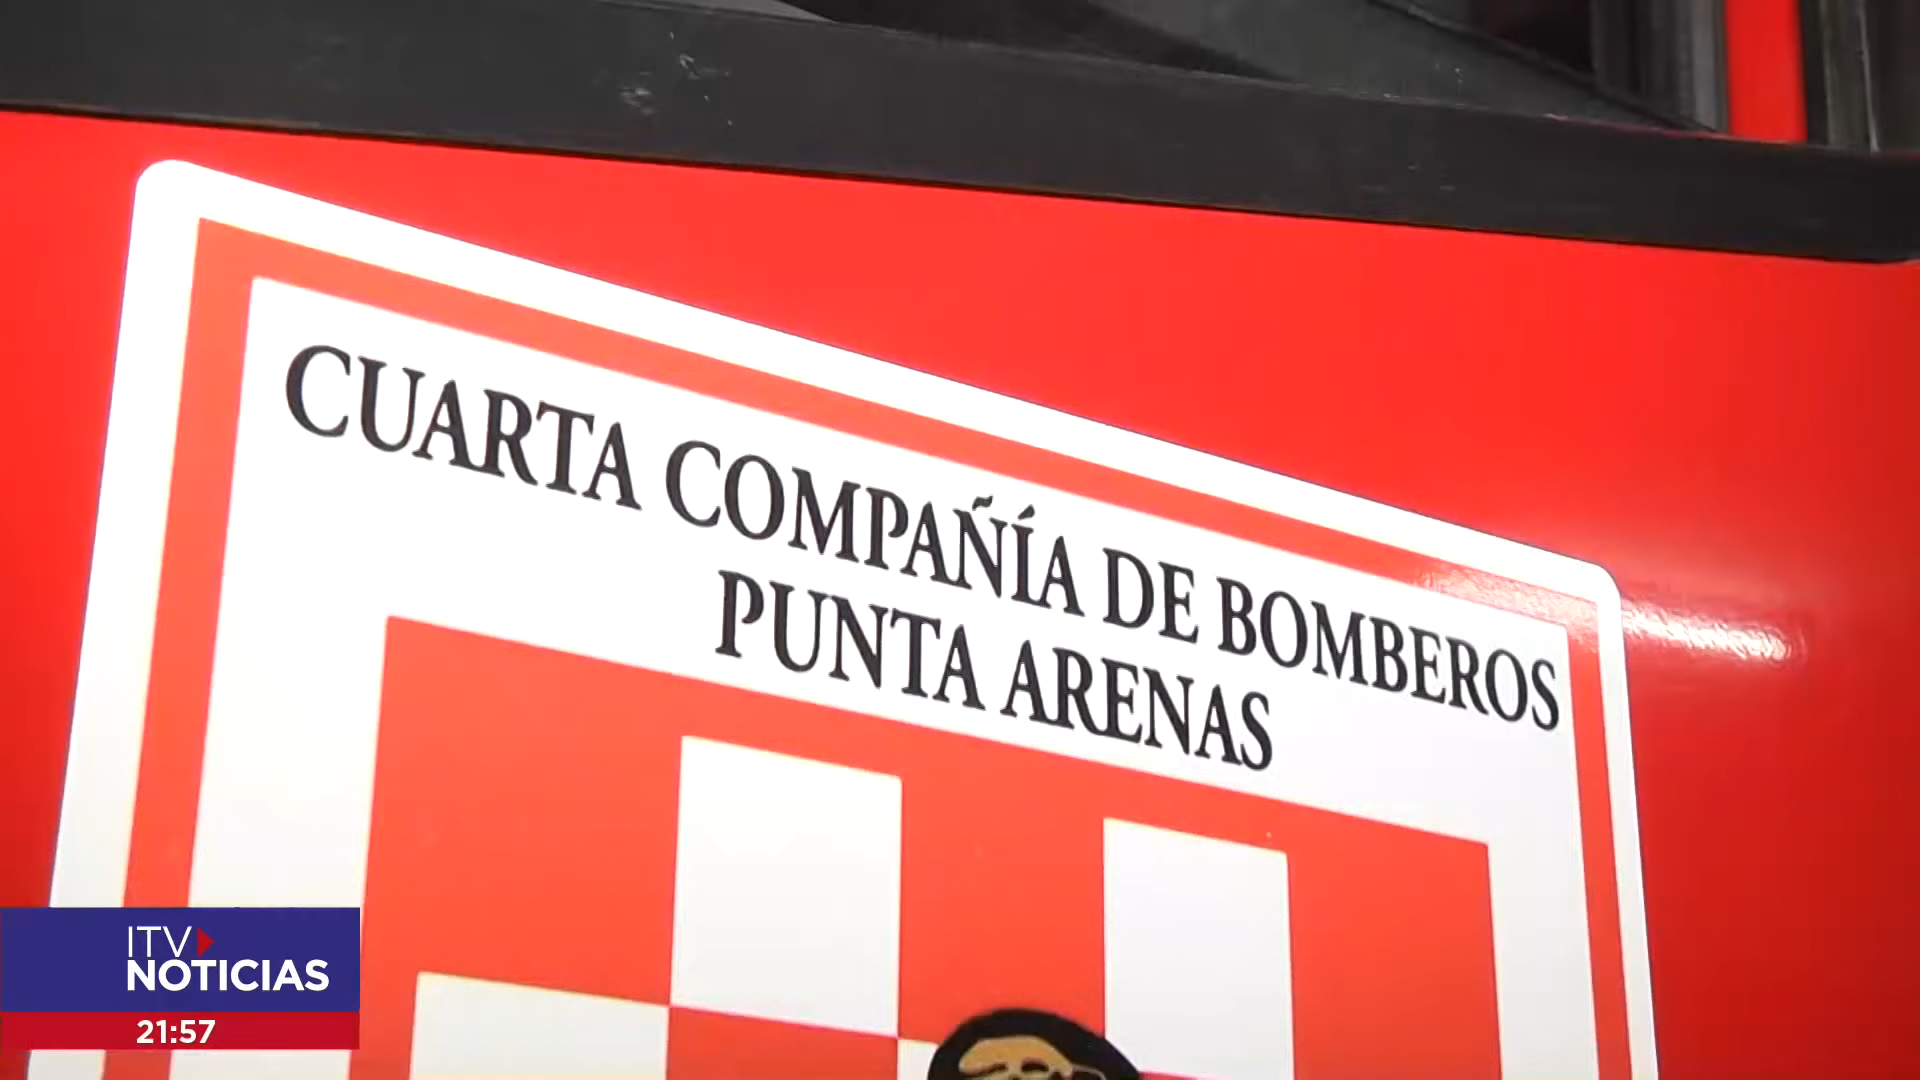 CUARTA COMPAÑÍA DE BOMBEROS
PUNTA ARENAS
ITV
NOTICIAS
21:57